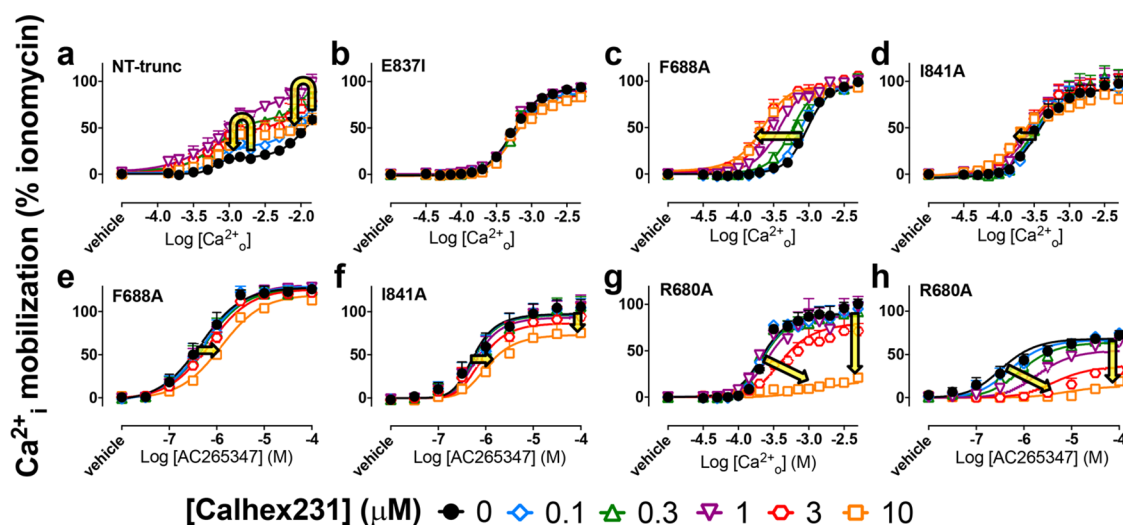 Ca²⁺ᵢ mobilization (% ionomycin)
a
NT-trunc
100
50
0
vehicle
-4.0 -3.5 -3.0 -2.5 -2.0
Log [Ca²⁺ₒ]
b
E837I
100
50
0
vehicle
-4.5 -4.0 -3.5 -3.0 -2.5
Log [Ca²⁺ₒ]
c
F688A
100
50
0
vehicle
-4.5 -4.0 -3.5 -3.0 -2.5
Log [Ca²⁺ₒ]
d
I841A
100
50
0
vehicle
-4.5 -4.0 -3.5 -3.0 -2.5
Log [Ca²⁺ₒ]
e
F688A
100
50
0
vehicle
-7 -6 -5 -4
Log [AC265347] (M)
f
I841A
100
50
0
vehicle
-7 -6 -5 -4
Log [AC265347] (M)
g
R680A
100
50
0
vehicle
-4.5 -4.0 -3.5 -3.0 -2.5
Log [Ca²⁺ₒ] (M)
h
R680A
100
50
0
vehicle
-7 -6 -5 -4
Log [AC265347] (M)
[Calhex231] (μM) 0 0.1 0.3 1 3 10